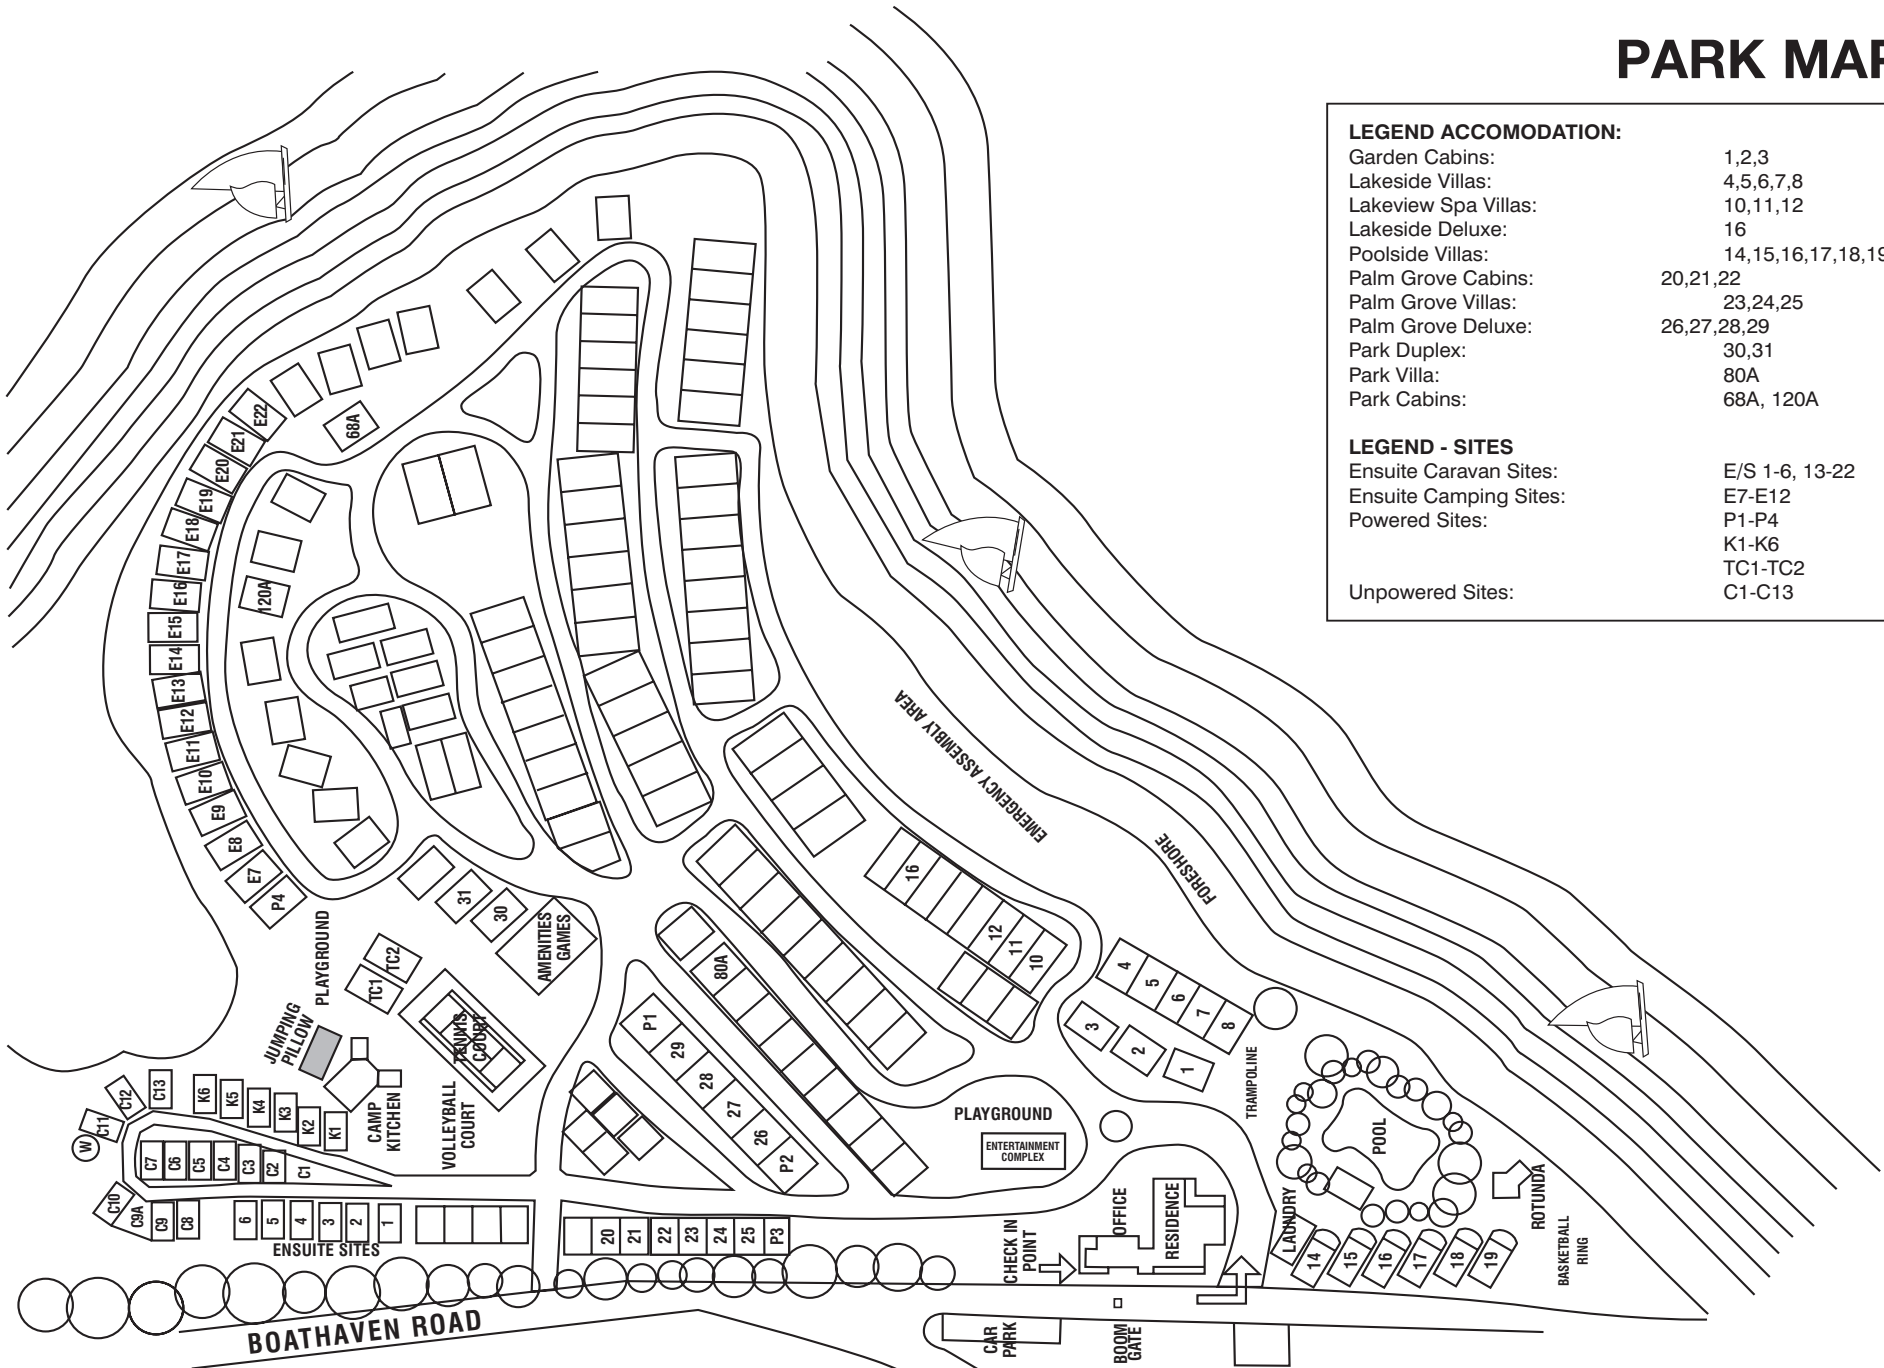 PARK MAP
LEGEND ACCOMODATION:
Garden Cabins: 1,2,3
Lakeside Villas: 4,5,6,7,8
Lakeview Spa Villas: 10,11,12
Lakeside Deluxe: 16
Poolside Villas: 14,15,16,17,18,19
Palm Grove Cabins: 20,21,22
Palm Grove Villas: 23,24,25
Palm Grove Deluxe: 26,27,28,29
Park Duplex: 30,31
Park Villa: 80A
Park Cabins: 68A, 120A
LEGEND - SITES
Ensuite Caravan Sites: E/S 1-6, 13-22
Ensuite Camping Sites: E7-E12
Powered Sites: P1-P4
K1-K6
TC1-TC2
Unpowered Sites: C1-C13
E22
E21
E20
E19
E18
E17
E16
E15
E14
E13
E12
E11
E10
E9
E8
E7
P4
68A
120A
EMERGENCY ASSEMBLY AREA
FORESHORE
31
30
AMENITIES
GAMES
PLAYGROUND
TC2
TC1
JUMPING
PILLOW
TENNIS
COURT
CAMP
KITCHEN
VOLLEYBALL
COURT
16
12
11
10
80A
P1
29
28
27
26
P2
4
5
6
7
8
3
2
1
TRAMPOLINE
PLAYGROUND
ENTERTAINMENT
COMPLEX
POOL
C13
C12
C11
W
K6
K5
K4
K3
K2
K1
C7
C6
C5
C4
C3
C2
C1
C10
C9A
C9
C8
6
5
4
3
2
1
ENSUITE SITES
20
21
22
23
24
25
P3
CHECK IN
POINT
OFFICE
RESIDENCE
LAUNDRY
14
15
16
17
18
19
ROTUNDA
BASKETBALL
RING
BOATHAVEN ROAD
CAR
PARK
BOOM
GATE